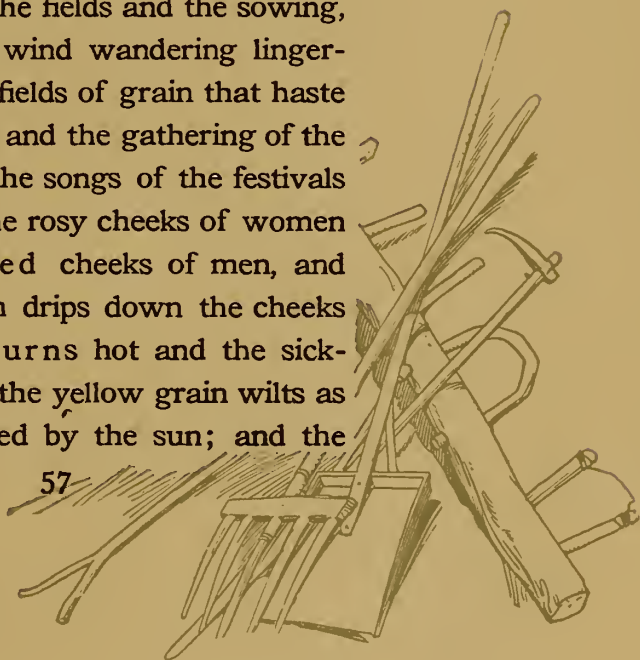 he fields and the sowing,
wind wandering linger-
fields of grain that haste
and the gathering of the
he songs of the festivals
e rosy cheeks of women
ed cheeks of men, and
drips down the cheeks
urns hot and the sick-
the yellow grain wilts as
ed by the sun; and the
57